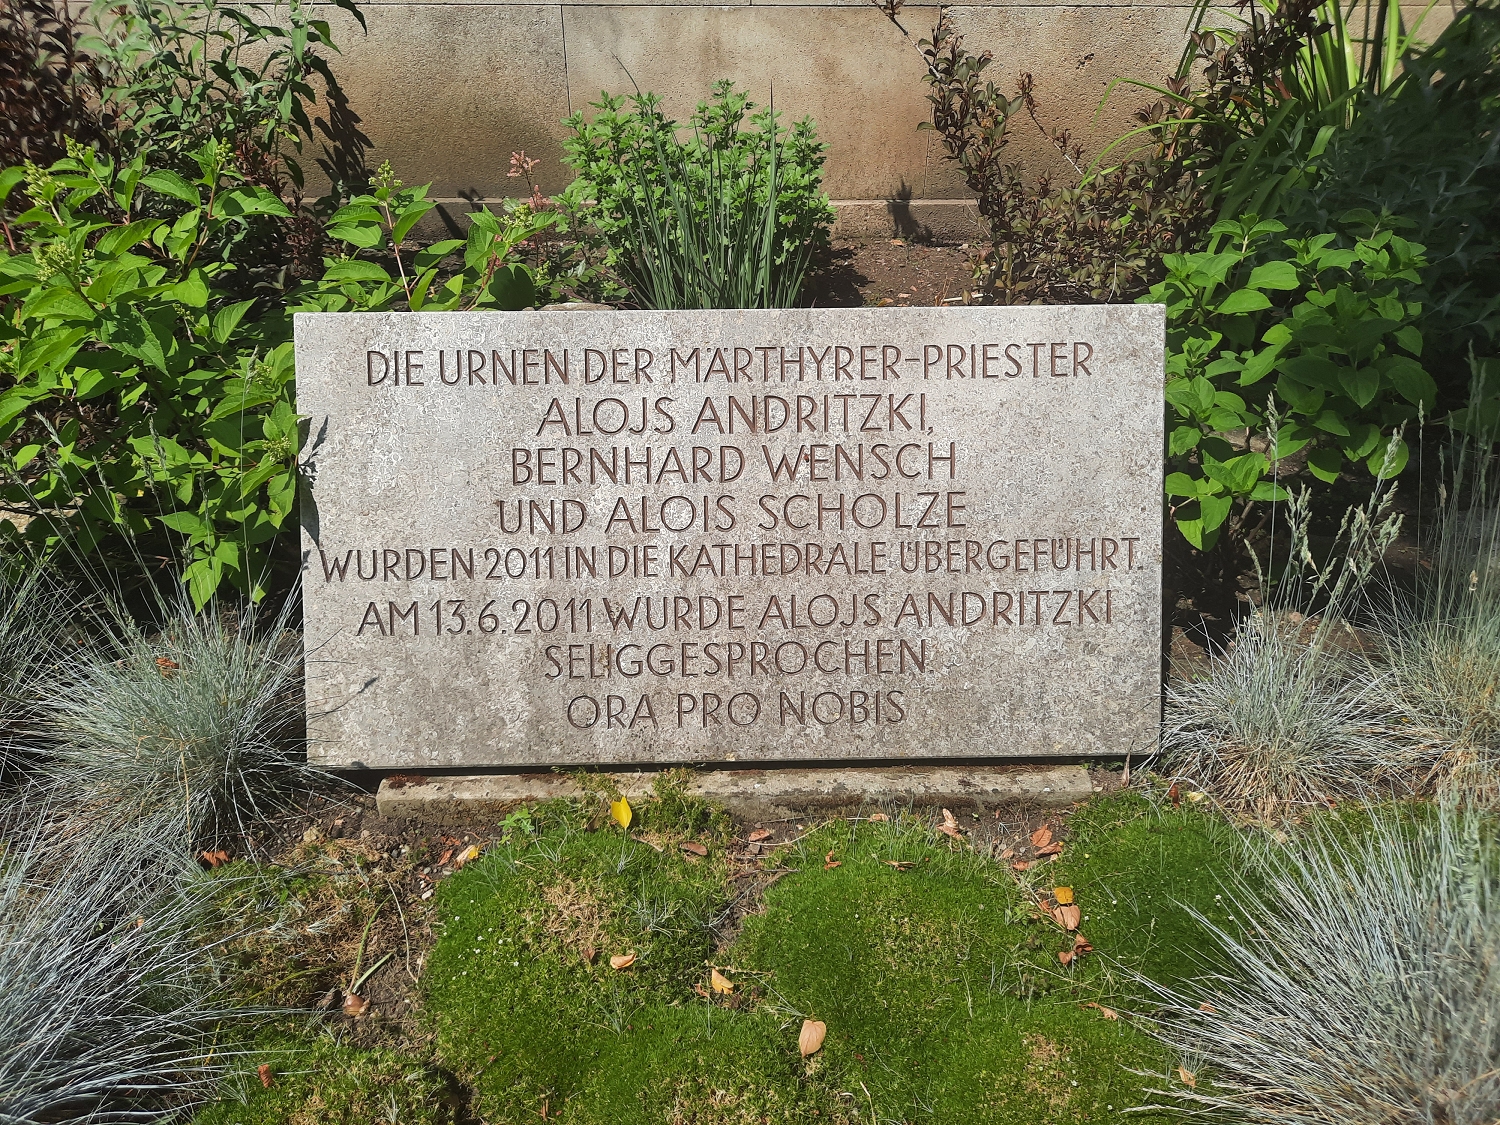 DIE URNEN DER MÄRTHYRER-PRIESTER
ALOJS ANDRITZKI,
BERNHARD WENSCH
UND ALOIS SCHOLZE
WURDEN 2011 IN DIE KATHEDRALE ÜBERGEFÜHRT.
AM 13.6.2011 WURDE ALOJS ANDRITZKI
SELIGGESPROCHEN.
ORA PRO NOBIS